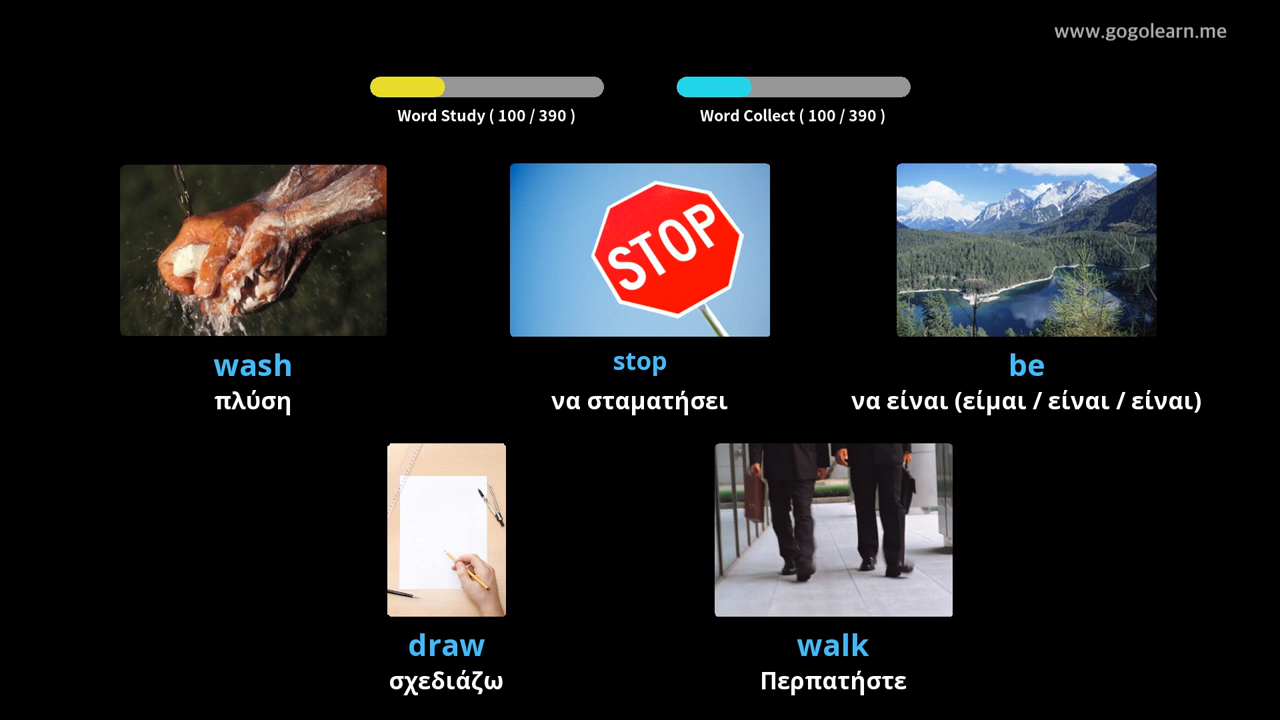 www.gogolearn.me
Word Study ( 100 / 390 )
Word Collect ( 100 / 390 )
STOP
wash
πλύση
stop
να σταματήσει
be
να είναι (είμαι / είναι / είναι)
draw
σχεδιάζω
walk
Περπατήστε